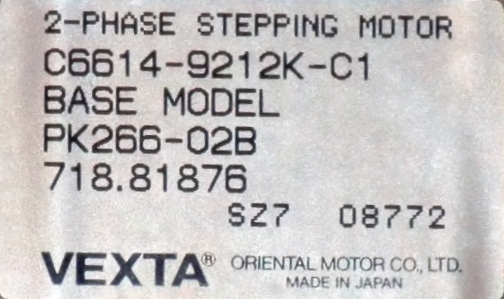 2-PHASE STEPPING MOTOR
C6614-9212K-C1
BASE MODEL
PK266-02B
718.81876
SZ7 08772
VEXTA® ORIENTAL MOTOR CO., LTD.
MADE IN JAPAN